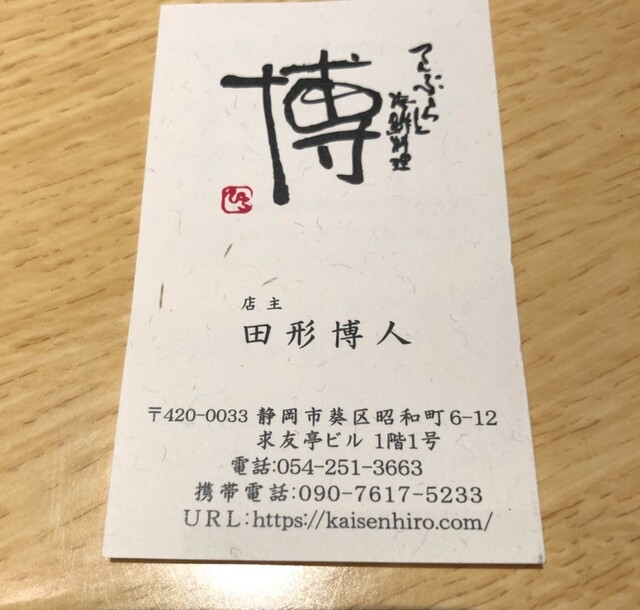 てんぷらと
海鮮料理
博
ひろ
店主
田形博人
〒420-0033 静岡市葵区昭和町6-12
求友亭ビル 1階1号
電話:054-251-3663
携帯電話:090-7617-5233
URL:https://kaisenhiro.com/